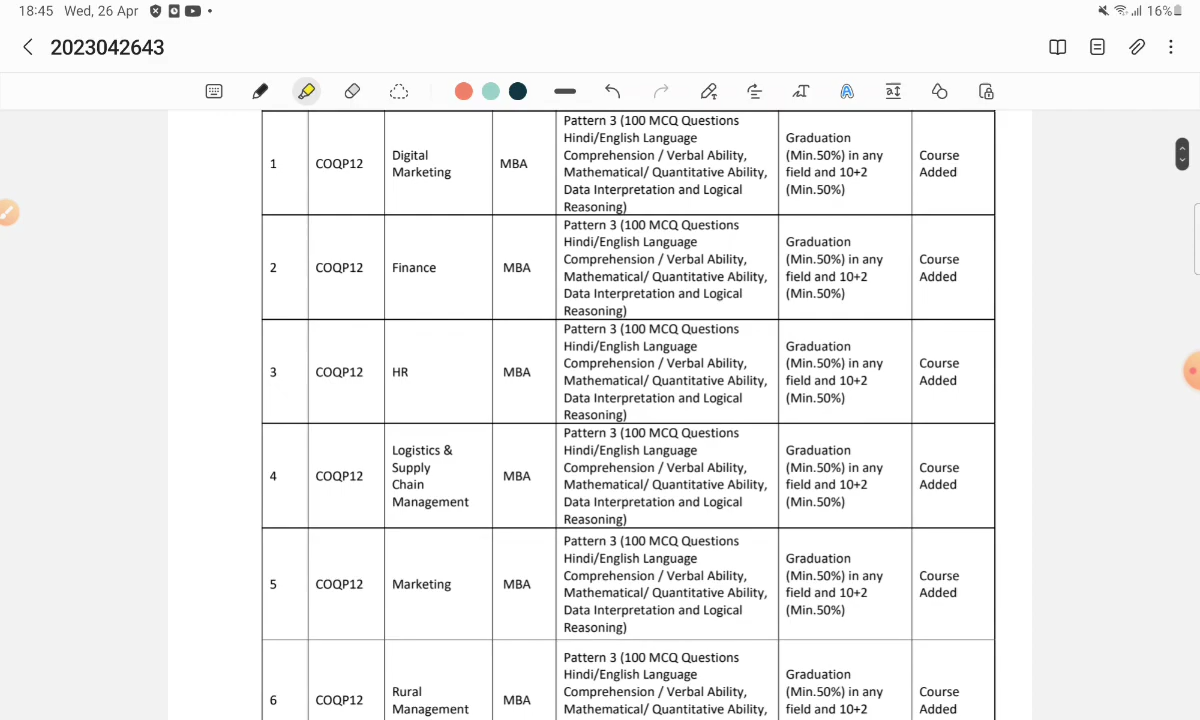 18:45 Wed, 26 Apr
16%
2023042643
1
COQP12
Digital
Marketing
MBA
Pattern 3 (100 MCQ Questions
Hindi/English Language
Comprehension / Verbal Ability,
Mathematical/ Quantitative Ability,
Data Interpretation and Logical
Reasoning)
Graduation
(Min.50%) in any
field and 10+2
(Min.50%)
Course
Added
2
COQP12
Finance
MBA
Pattern 3 (100 MCQ Questions
Hindi/English Language
Comprehension / Verbal Ability,
Mathematical/ Quantitative Ability,
Data Interpretation and Logical
Reasoning)
Graduation
(Min.50%) in any
field and 10+2
(Min.50%)
Course
Added
3
COQP12
HR
MBA
Pattern 3 (100 MCQ Questions
Hindi/English Language
Comprehension / Verbal Ability,
Mathematical/ Quantitative Ability,
Data Interpretation and Logical
Reasoning)
Graduation
(Min.50%) in any
field and 10+2
(Min.50%)
Course
Added
4
COQP12
Logistics &
Supply
Chain
Management
MBA
Pattern 3 (100 MCQ Questions
Hindi/English Language
Comprehension / Verbal Ability,
Mathematical/ Quantitative Ability,
Data Interpretation and Logical
Reasoning)
Graduation
(Min.50%) in any
field and 10+2
(Min.50%)
Course
Added
5
COQP12
Marketing
MBA
Pattern 3 (100 MCQ Questions
Hindi/English Language
Comprehension / Verbal Ability,
Mathematical/ Quantitative Ability,
Data Interpretation and Logical
Reasoning)
Graduation
(Min.50%) in any
field and 10+2
(Min.50%)
Course
Added
6
COQP12
Rural
Management
MBA
Pattern 3 (100 MCQ Questions
Hindi/English Language
Comprehension / Verbal Ability,
Mathematical/ Quantitative Ability,
Graduation
(Min.50%) in any
field and 10+2
Course
Added